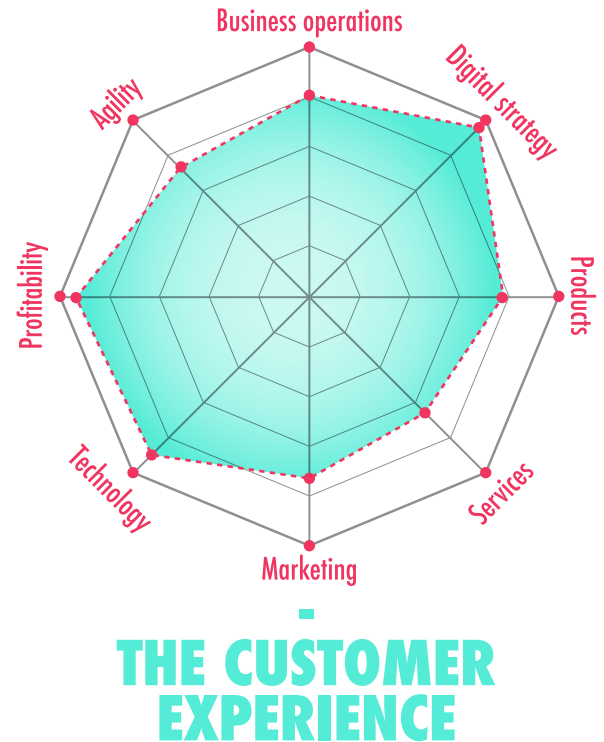 Business operations
Digital strategy
Agility
Profitability
Products
Technology
Services
Marketing
THE CUSTOMER
EXPERIENCE